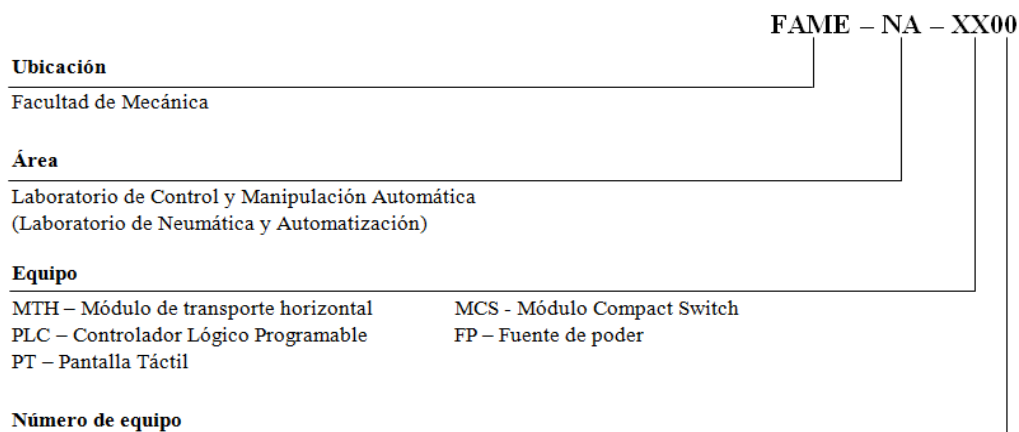 FAME – NA – XX00
Ubicación
Facultad de Mecánica
Área
Laboratorio de Control y Manipulación Automática
(Laboratorio de Neumática y Automatización)
Equipo
MTH – Módulo de transporte horizontal MCS - Módulo Compact Switch
PLC – Controlador Lógico Programable FP – Fuente de poder
PT – Pantalla Táctil
Número de equipo